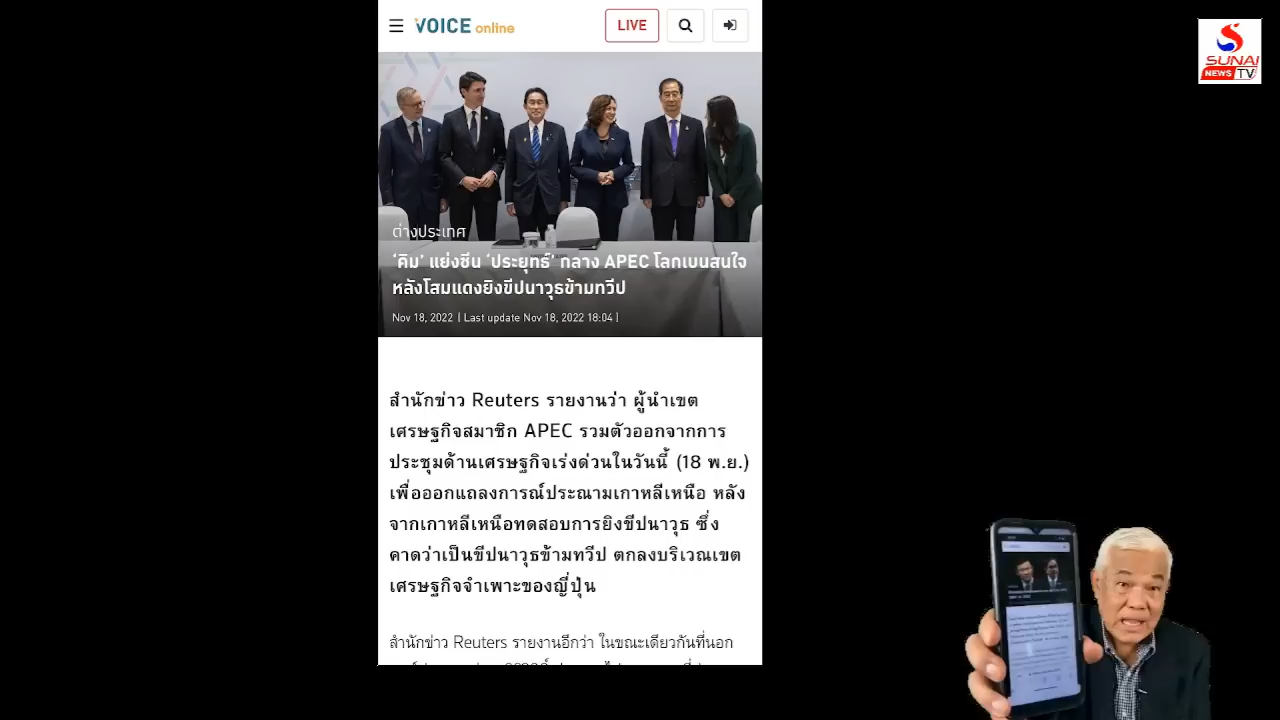 VOICE online
LIVE
SUNAI
NEWS TV
ต่างประเทศ
‘คิม’ แย่งซีน ‘ประยุทธ์’ กลาง APEC โลกเบนสนใจ
หลังโสมแดงยิงขีปนาวุธข้ามทวีป
Nov 18, 2022 | Last update Nov 18, 2022 18:04 |
สำนักข่าว Reuters รายงานว่า ผู้นำเขต
เศรษฐกิจสมาชิก APEC รวมตัวออกจากการ
ประชุมด้านเศรษฐกิจเร่งด่วนในวันนี้ (18 พ.ย.)
เพื่อออกแถลงการณ์ประณามเกาหลีเหนือ หลัง
จากเกาหลีเหนือทดสอบการยิงขีปนาวุธ ซึ่ง
คาดว่าเป็นขีปนาวุธข้ามทวีป ตกลงบริเวณเขต
เศรษฐกิจจำเพาะของญี่ปุ่น
สำนักข่าว Reuters รายงานอีกว่า ในขณะเดียวกันที่นอก